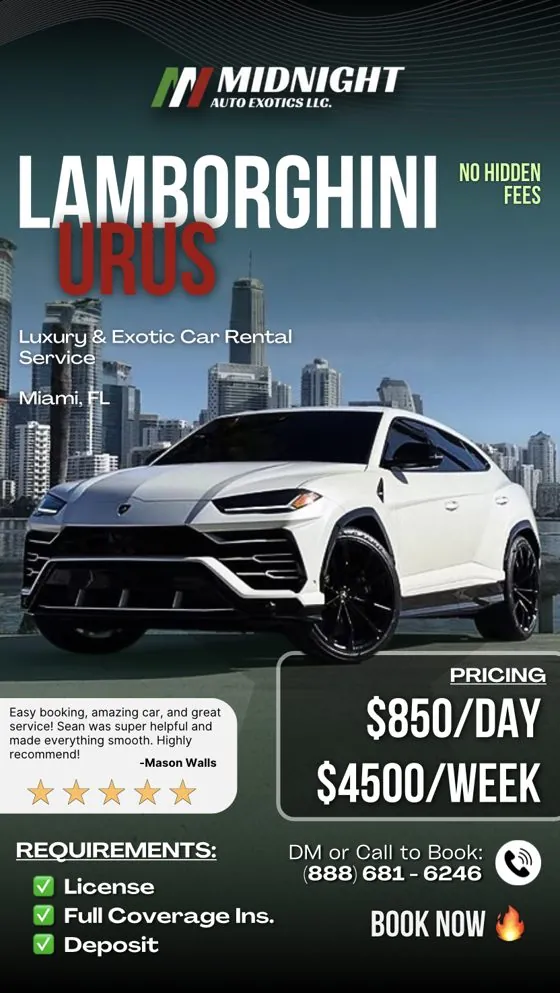 MIDNIGHT
AUTO EXOTICS LLC.
LAMBORGHINI
URUS
NO HIDDEN
FEES
Luxury & Exotic Car Rental
Service
Miami, FL
PRICING
$850/DAY
$4500/WEEK
Easy booking, amazing car, and great
service! Sean was super helpful and
made everything smooth. Highly
recommend!
-Mason Walls
REQUIREMENTS:
✅ License
✅ Full Coverage Ins.
✅ Deposit
DM or Call to Book:
(888) 681 - 6246
BOOK NOW 🔥